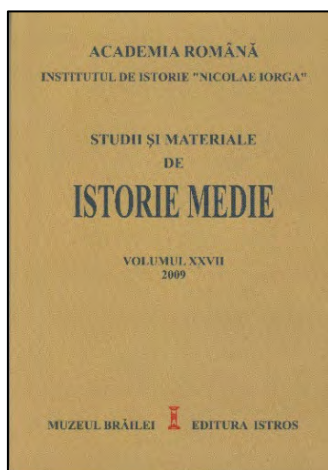 ACADEMIA ROMÂNĂ
INSTITUTUL DE ISTORIE "NICOLAE IORGA"
STUDII ŞI MATERIALE
DE
ISTORIE MEDIE
VOLUMUL XXVII
2009
MUZEUL BRĂILEI EDITURA ISTROS